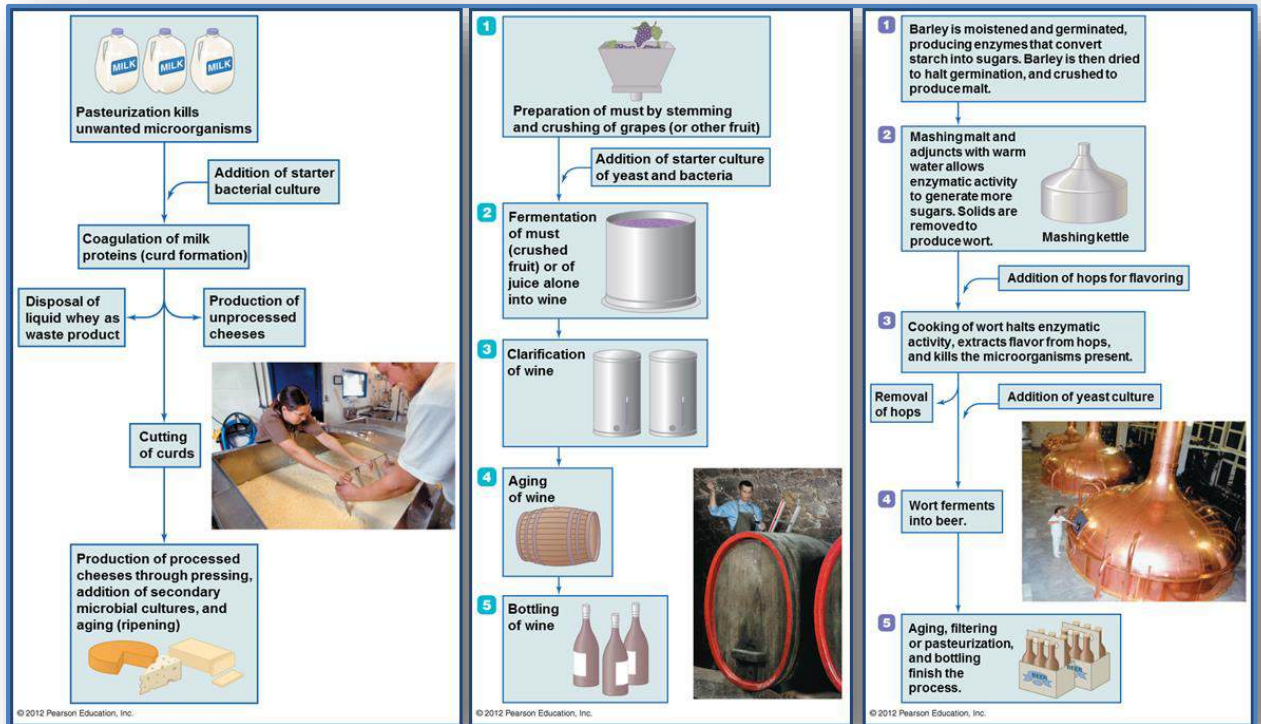 MILK MILK MILK
Pasteurization kills
unwanted microorganisms
Addition of starter
bacterial culture
Coagulation of milk
proteins (curd formation)
Disposal of
liquid whey as
waste product
Production of
unprocessed
cheeses
Cutting
of curds
Production of processed
cheeses through pressing,
addition of secondary
microbial cultures, and
aging (ripening)
© 2012 Pearson Education, Inc.
1
Preparation of must by stemming
and crushing of grapes (or other fruit)
Addition of starter culture
of yeast and bacteria
2
Fermentation
of must
(crushed
fruit) or of
juice alone
into wine
3
Clarification
of wine
4
Aging
of wine
5
Bottling
of wine
© 2012 Pearson Education, Inc.
1
Barley is moistened and germinated,
producing enzymes that convert
starch into sugars. Barley is then dried
to halt germination, and crushed to
produce malt.
2
Mashing malt and
adjuncts with warm
water allows
enzymatic activity
to generate more
sugars. Solids are
removed to
produce wort.
Mashing kettle
Addition of hops for flavoring
3
Cooking of wort halts enzymatic
activity, extracts flavor from hops,
and kills the microorganisms present.
Removal
of hops
Addition of yeast culture
4
Wort ferments
into beer.
5
Aging, filtering
or pasteurization,
and bottling
finish the
process.
BEER BEER
© 2012 Pearson Education, Inc.